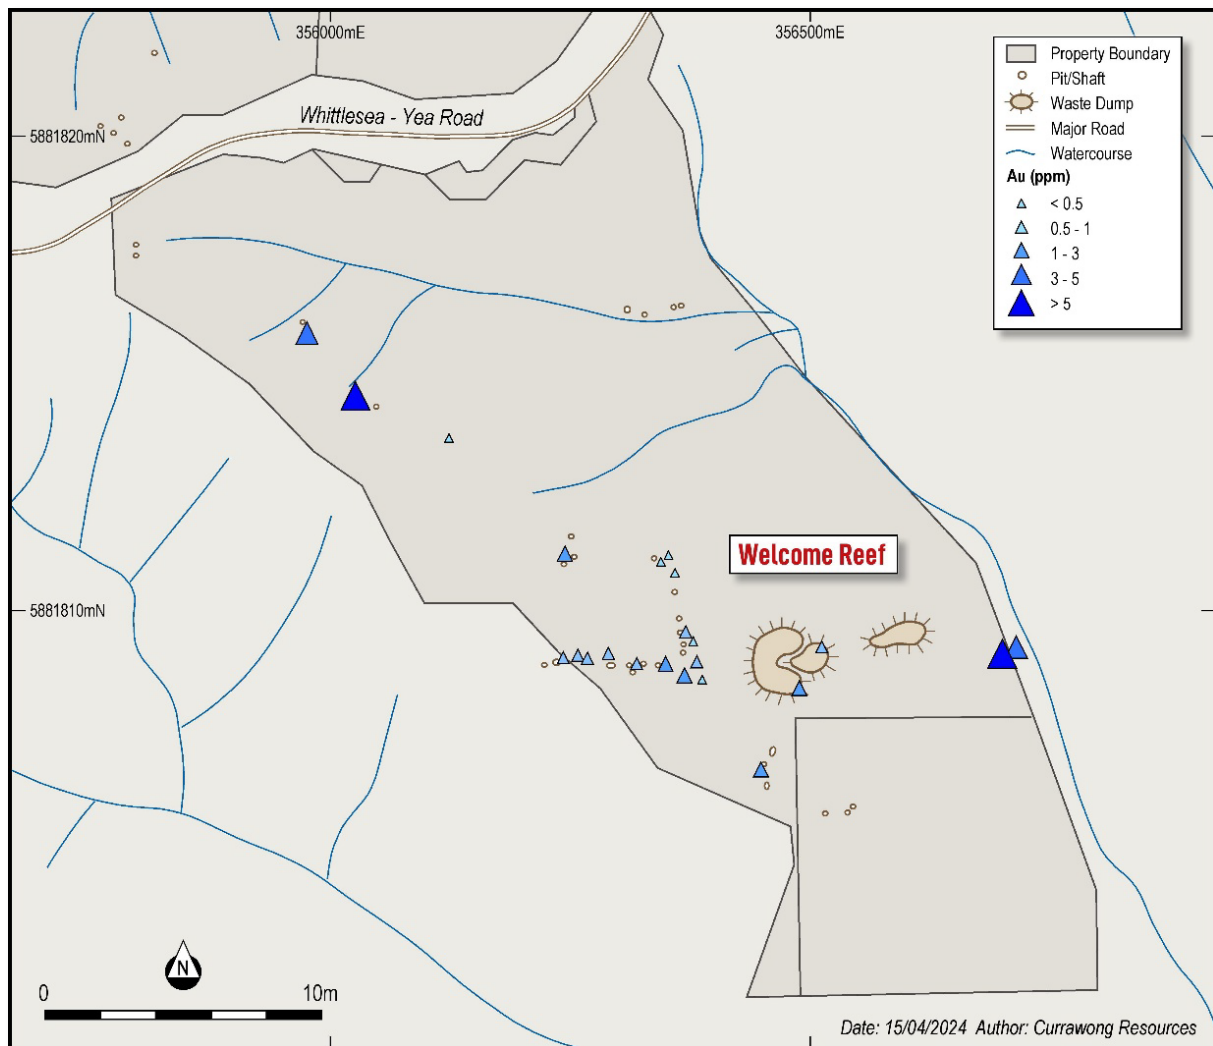 356000mE
356500mE
Whittlesea - Yea Road
5881820mN
Property Boundary
Pit/Shaft
Waste Dump
Major Road
Watercourse
Au (ppm)
< 0.5
0.5 - 1
1 - 3
3 - 5
> 5
Welcome Reef
5881810mN
N
0
10m
Date: 15/04/2024 Author: Currawong Resources